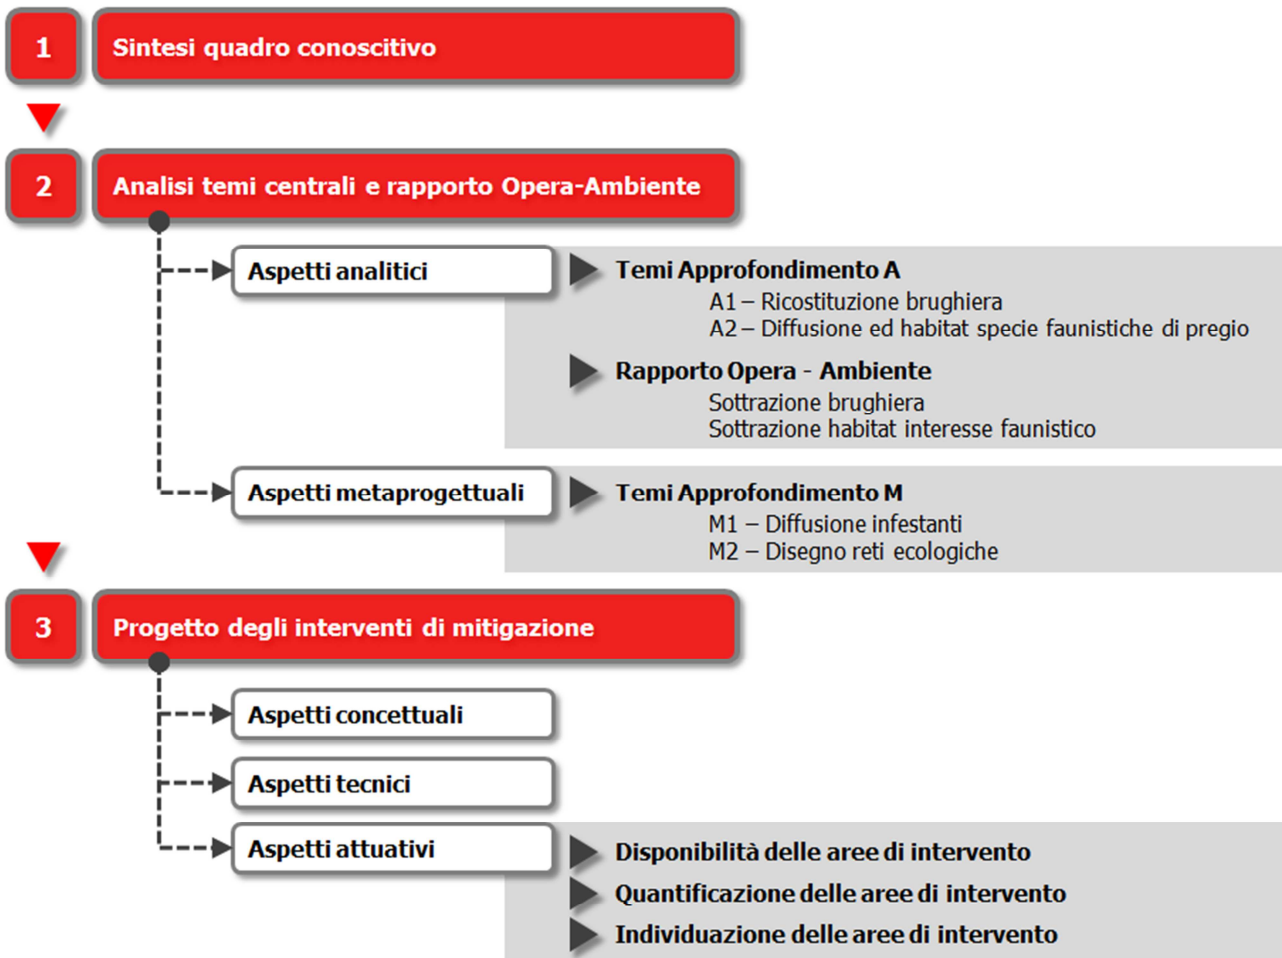 1
Sintesi quadro conoscitivo
2
Analisi temi centrali e rapporto Opera-Ambiente
Aspetti analitici
Temi Approfondimento A
A1 – Ricostituzione brughiera
A2 – Diffusione ed habitat specie faunistiche di pregio
Rapporto Opera - Ambiente
Sottrazione brughiera
Sottrazione habitat interesse faunistico
Aspetti metaprogettuali
Temi Approfondimento M
M1 – Diffusione infestanti
M2 – Disegno reti ecologiche
3
Progetto degli interventi di mitigazione
Aspetti concettuali
Aspetti tecnici
Aspetti attuativi
Disponibilità delle aree di intervento
Quantificazione delle aree di intervento
Individuazione delle aree di intervento